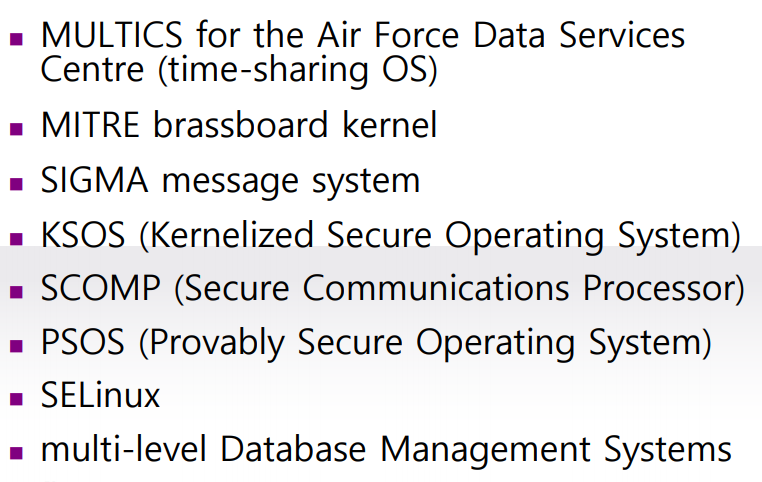 ▪ MULTICS for the Air Force Data Services
Centre (time-sharing OS)
▪ MITRE brassboard kernel
▪ SIGMA message system
▪ KSOS (Kernelized Secure Operating System)
▪ SCOMP (Secure Communications Processor)
▪ PSOS (Provably Secure Operating System)
▪ SELinux
▪ multi-level Database Management Systems